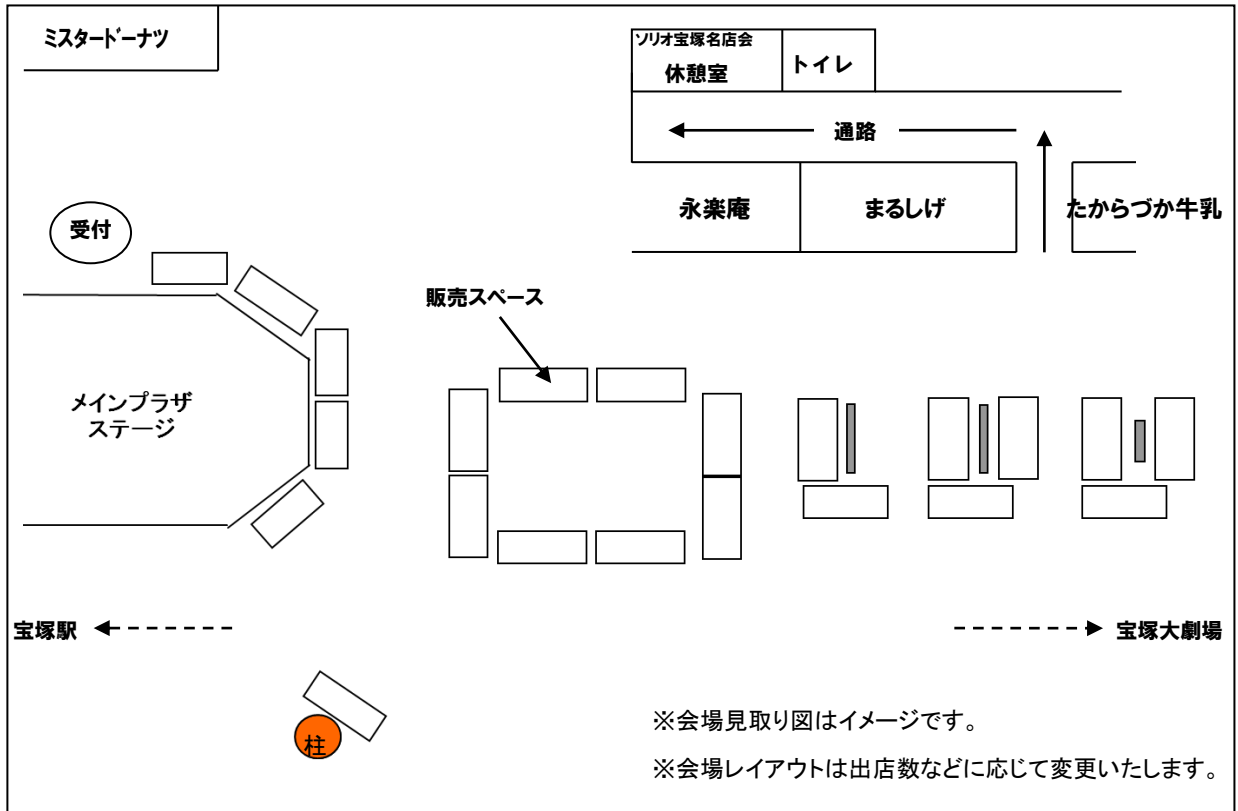 ミスタードーナツ
ソリオ宝塚名店会
休憩室
トイレ
通路
永楽庵
まるしげ
たからづか牛乳
受付
販売スペース
メインプラザ
ステージ
宝塚駅
宝塚大劇場
柱
※会場見取り図はイメージです。
※会場レイアウトは出店数などに応じて変更いたします。